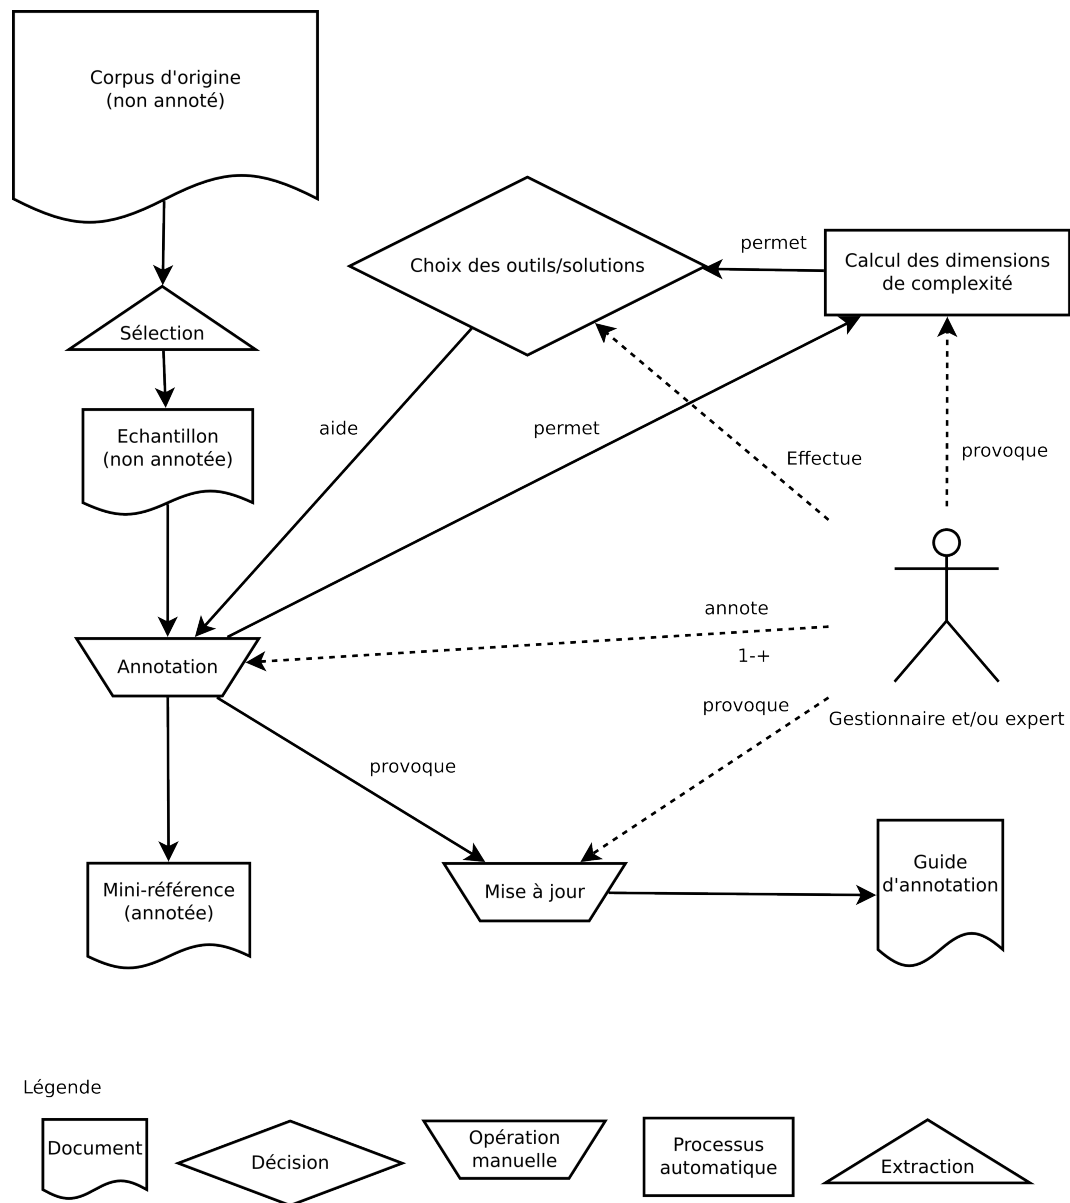 Corpus d'origine
(non annoté)
permet
Calcul des dimensions
de complexité
Choix des outils/solutions
Sélection
Echantillon
(non annotée)
aide
permet
Effectue
provoque
annote
1-+
Annotation
provoque
Gestionnaire et/ou expert
provoque
Mini-référence
(annotée)
Mise à jour
Guide
d'annotation
Légende
Document
Décision
Opération
manuelle
Processus
automatique
Extraction